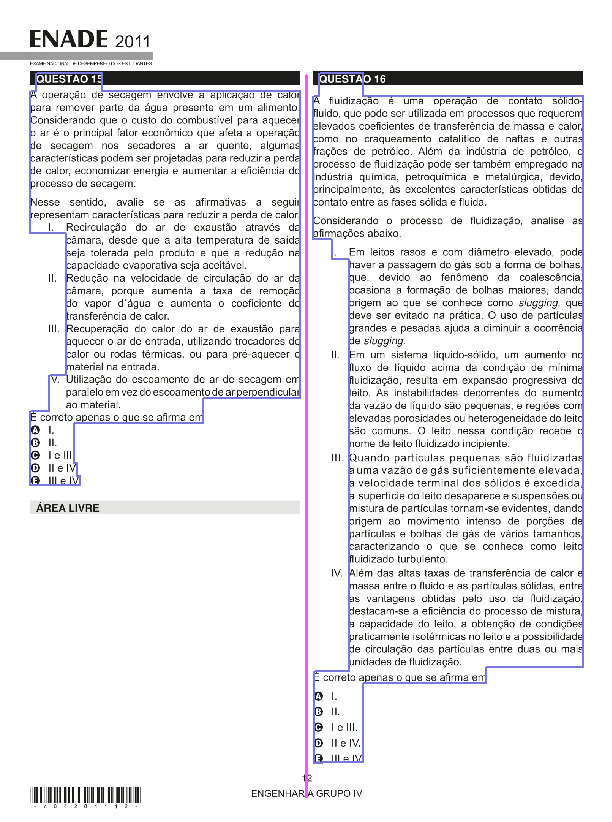 ENADE 2011
EXAME NACIONAL DE DESEMPENHO DOS ESTUDANTES
QUESTÃO 15
A operação de secagem envolve a aplicação de calor
para remover parte da água presente em um alimento.
Considerando que o custo do combustível para aquecer
o ar é o principal fator econômico que afeta a operação
de secagem nos secadores a ar quente, algumas
características podem ser projetadas para reduzir a perda
de calor, economizar energia e aumentar a eficiência do
processo de secagem.
Nesse sentido, avalie se as afirmativas a seguir
representam características para reduzir a perda de calor.
I. Recirculação do ar de exaustão através da
câmara, desde que a alta temperatura de saída
seja tolerada pelo produto e que a redução na
capacidade evaporativa seja aceitável.
II. Redução na velocidade de circulação do ar da
câmara, porque aumenta a taxa de remoção
do vapor d´água e aumenta o coeficiente de
transferência de calor.
III. Recuperação do calor do ar de exaustão para
aquecer o ar de entrada, utilizando trocadores de
calor ou rodas térmicas, ou para pré-aquecer o
material na entrada.
IV. Utilização do escoamento de ar de secagem em
paralelo em vez do escoamento de ar perpendicular
ao material.
É correto apenas o que se afirma em
A I.
B II.
C I e III.
D II e IV.
E III e IV.
ÁREA LIVRE
QUESTÃO 16
A fluidização é uma operação de contato sólido-
fluido, que pode ser utilizada em processos que requerem
elevados coeficientes de transferência de massa e calor,
como no craqueamento catalítico de naftas e outras
frações de petróleo. Além da indústria de petróleo, o
processo de fluidização pode ser também empregado na
indústria química, petroquímica e metalúrgica, devido,
principalmente, às excelentes características obtidas do
contato entre as fases sólida e fluida.
Considerando o processo de fluidização, analise as
afirmações abaixo.
I. Em leitos rasos e com diâmetro elevado, pode
haver a passagem do gás sob a forma de bolhas,
que, devido ao fenômeno da coalescência,
ocasiona a formação de bolhas maiores, dando
origem ao que se conhece como slugging, que
deve ser evitado na prática. O uso de partículas
grandes e pesadas ajuda a diminuir a ocorrência
de slugging.
II. Em um sistema líquido-sólido, um aumento no
fluxo de líquido acima da condição de mínima
fluidização, resulta em expansão progressiva do
leito. As instabilidades decorrentes do aumento
da vazão de líquido são pequenas, e regiões com
elevadas porosidades ou heterogeneidade do leito
são comuns. O leito nessa condição recebe o
nome de leito fluidizado incipiente.
III. Quando partículas pequenas são fluidizadas
a uma vazão de gás suficientemente elevada,
a velocidade terminal dos sólidos é excedida,
a superfície do leito desaparece e suspensões ou
mistura de partículas tornam-se evidentes, dando
origem ao movimento intenso de porções de
partículas e bolhas de gás de vários tamanhos,
caracterizando o que se conhece como leito
fluidizado turbulento.
IV. Além das altas taxas de transferência de calor e
massa entre o fluido e as partículas sólidas, entre
as vantagens obtidas pelo uso da fluidização,
destacam-se a eficiência do processo de mistura,
a capacidade do leito, a obtenção de condições
praticamente isotérmicas no leito e a possibilidade
de circulação das partículas entre duas ou mais
unidades de fluidização.
É correto apenas o que se afirma em
A I.
B II.
C I e III.
D II e IV.
E III e IV.
12
ENGENHARIA GRUPO IV
*A0420111 2*